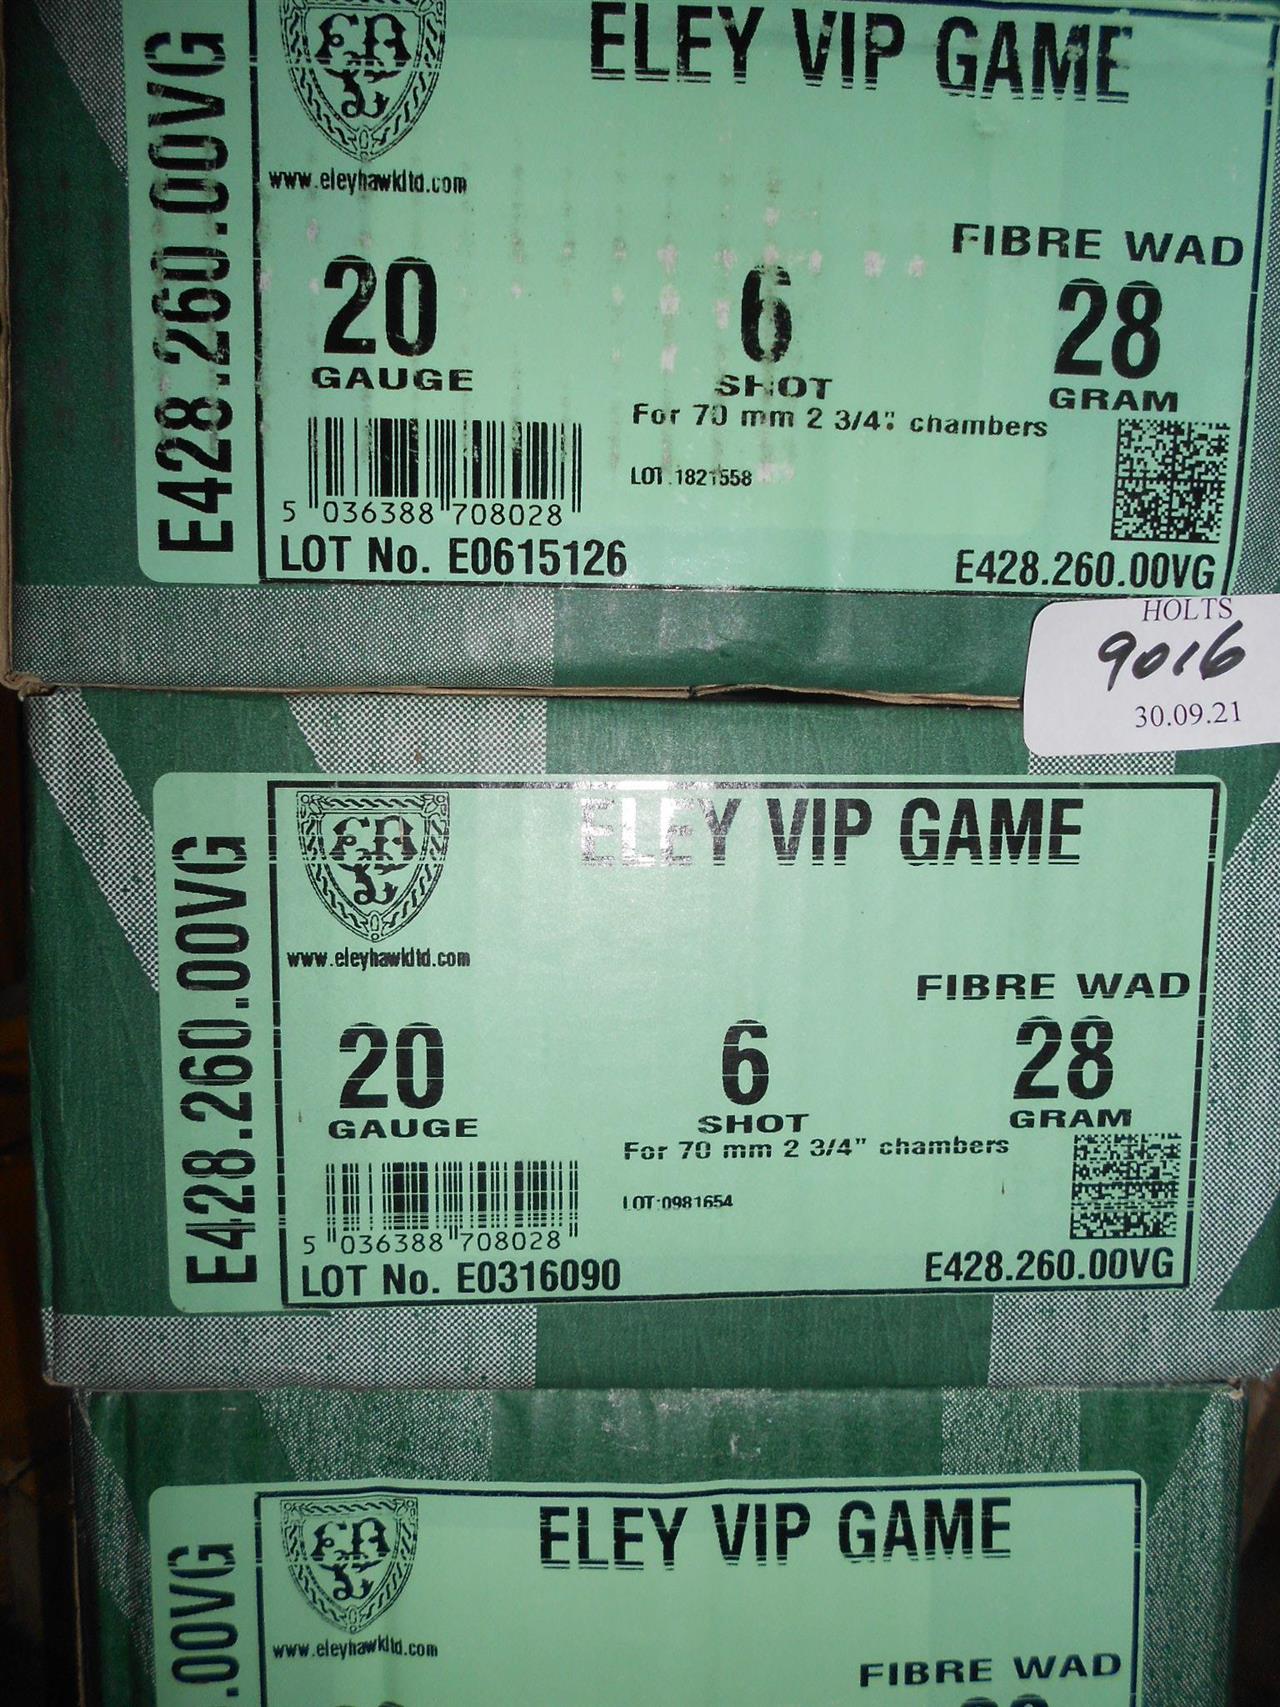 E428.260.00VG
ELEY VIP GAME
www.eleyhawkltd.com
FIBRE WAD
20 6 28
GAUGE SHOT GRAM
For 70 mm 2 3/4" chambers
LOT:1821558
5 036388 708028
LOT No. E0615126 E428.260.00VG
HOLTS
9016
30.09.21
E428.260.00VG
ELEY VIP GAME
www.eleyhawkltd.com
FIBRE WAD
20 6 28
GAUGE SHOT GRAM
For 70 mm 2 3/4" chambers
LOT:0981654
5 036388 708028
LOT No. E0316090 E428.260.00VG
.00VG
ELEY VIP GAME
www.eleyhawkltd.com
FIBRE WAD